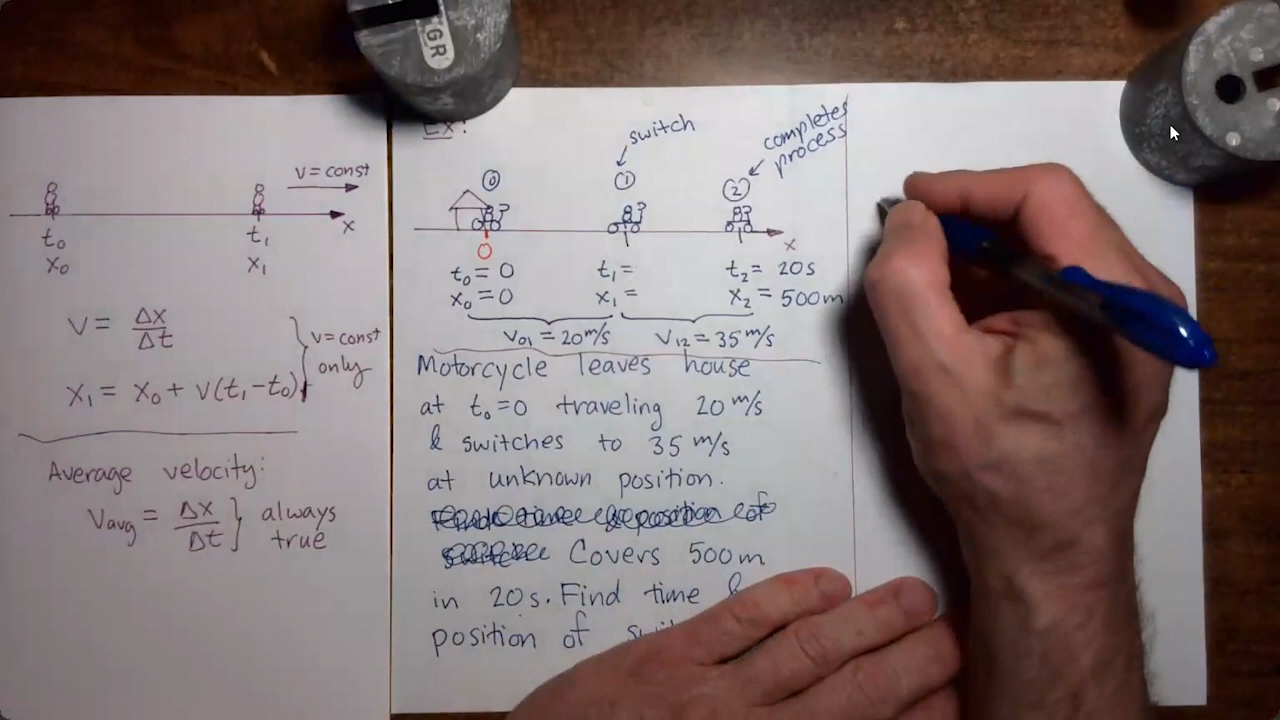 GR
v = const
x
t₀
x₀
t₁
x₁
v = Δx/Δt
x₁ = x₀ + v(t₁-t₀)
} v = const
only
Average velocity:
Vavg = Δx/Δt } always
true
Ex:
switch
completes
process
⓪
①
②
0
x
t₀ = 0
x₀ = 0
t₁ =
x₁ =
t₂ = 20s
x₂ = 500m
V₀₁ = 20 m/s
V₁₂ = 35 m/s
Motorcycle leaves house
at t₀=0 traveling 20 m/s
& switches to 35 m/s
at unknown position.
Covers 500m
in 20s. Find time
position of